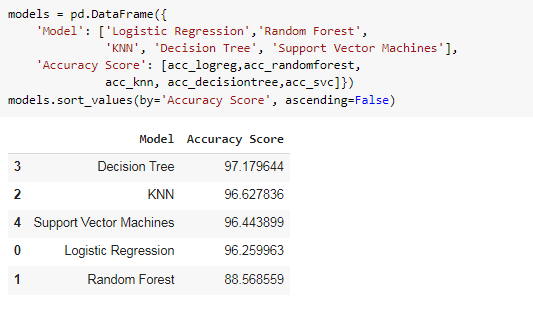 models = pd.DataFrame({
    'Model': ['Logistic Regression','Random Forest',
              'KNN', 'Decision Tree', 'Support Vector Machines'],
    'Accuracy Score': [acc_logreg,acc_randomforest,
              acc_knn, acc_decisiontree,acc_svc]})
models.sort_values(by='Accuracy Score', ascending=False)
Model Accuracy Score
3 Decision Tree 97.179644
2 KNN 96.627836
4 Support Vector Machines 96.443899
0 Logistic Regression 96.259963
1 Random Forest 88.568559